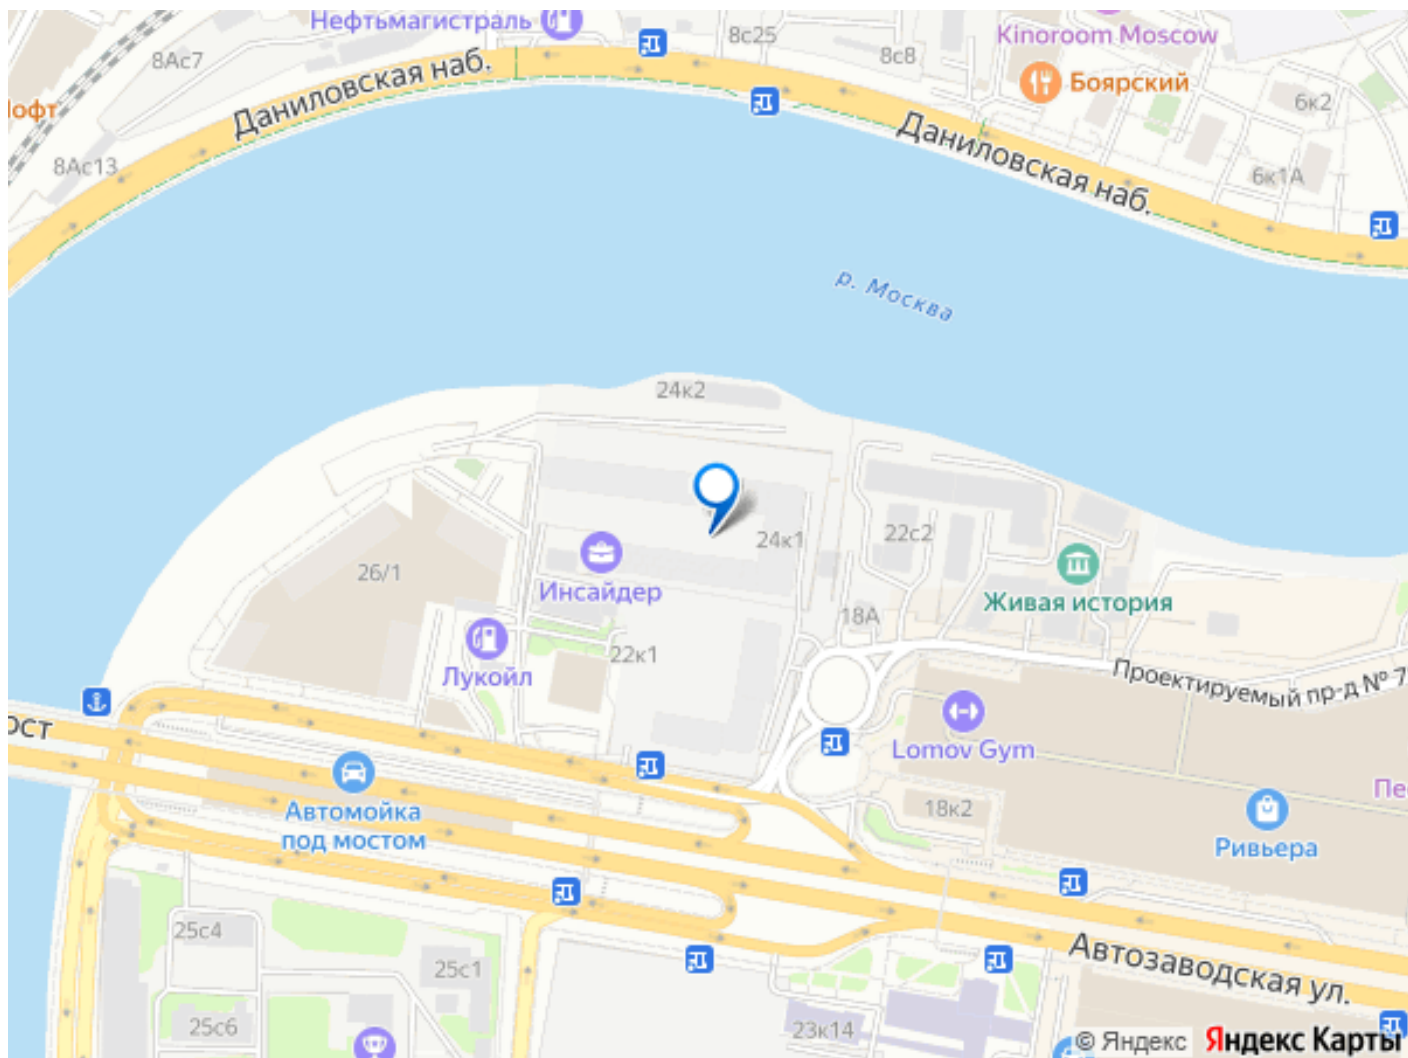 Нефтьмагистраль
8с25
Kinoroom Moscow
8Ас7
8с8
Даниловская наб.
Боярский
6к2
Лофт
8Ас13
Даниловская наб.
6к1А
р. Москва
24к2
24к1
22с2
26/1
Инсайдер
Живая история
18А
22к1
Лукойл
Проектируемый пр-д № 7
ост
Lomov Gym
Автомойка
под мостом
18к2
Пе
Ривьера
25с4
25с1
Автозаводская ул.
25с6
23к14
© Яндекс Яндекс Карты